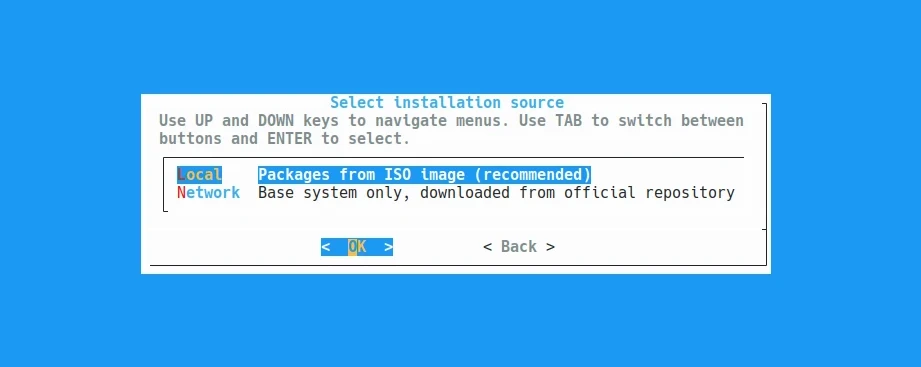 Select installation source
Use UP and DOWN keys to navigate menus. Use TAB to switch between
buttons and ENTER to select.
Local Packages from ISO image (recommended)
Network Base system only, downloaded from official repository
< OK > < Back >